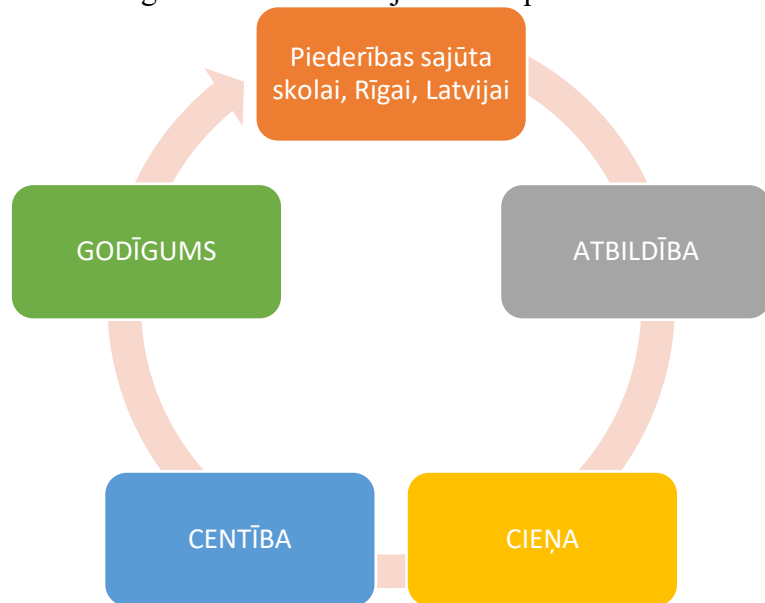 Piederības sajūta
skolai, Rīgai, Latvijai
GODĪGUMS
ATBILDĪBA
CENTĪBA
CIEŅA